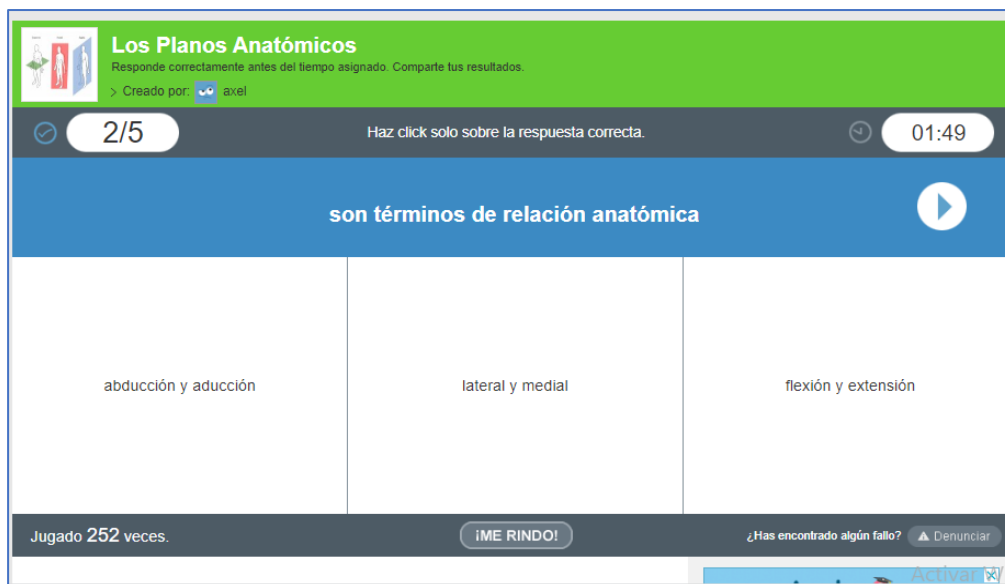 Los Planos Anatómicos
Responde correctamente antes del tiempo asignado. Comparte tus resultados.
> Creado por: axel
2/5 Haz click solo sobre la respuesta correcta. 01:49
son términos de relación anatómica
abducción y aducción lateral y medial flexión y extensión
Jugado 252 veces. ¡ME RINDO! ¿Has encontrado algún fallo? Denunciar
Activar